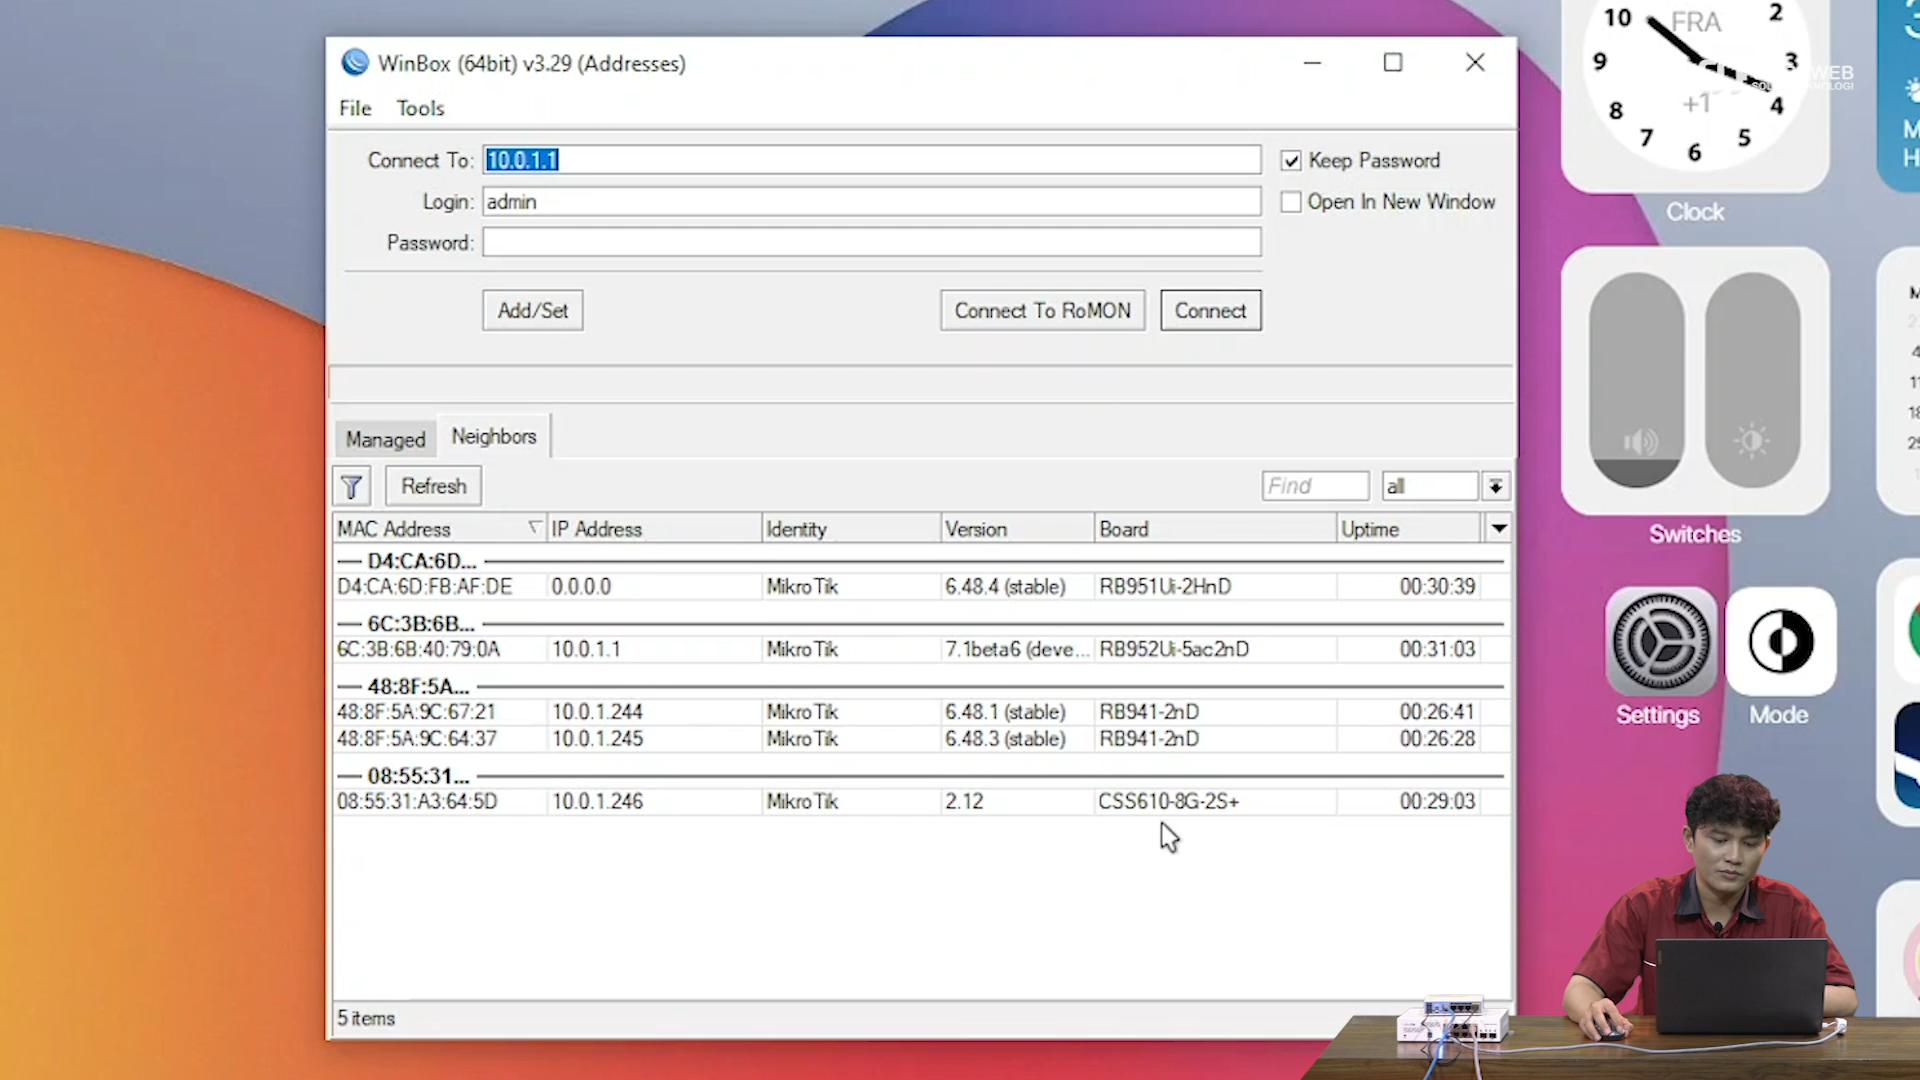 WinBox (64bit) v3.29 (Addresses)
File Tools
Connect To: 10.0.1.1
Keep Password
Login: admin
Open In New Window
Password:
Add/Set
Connect To RoMON
Connect
Managed
Neighbors
Refresh
Find
all
MAC Address IP Address Identity Version Board Uptime
D4:CA:6D...
D4:CA:6D:FB:AF:DE 0.0.0.0 MikroTik 6.48.4 (stable) RB951Ui-2HnD 00:30:39
6C:3B:6B...
6C:3B:6B:40:79:0A 10.0.1.1 MikroTik 7.1beta6 (deve... RB952Ui-5ac2nD 00:31:03
48:8F:5A...
48:8F:5A:9C:67:21 10.0.1.244 MikroTik 6.48.1 (stable) RB941-2nD 00:26:41
48:8F:5A:9C:64:37 10.0.1.245 MikroTik 6.48.3 (stable) RB941-2nD 00:26:28
08:55:31...
08:55:31:A3:64:5D 10.0.1.246 MikroTik 2.12 CSS610-8G-2S+ 00:29:03
5 items
10 FRA 2
9 3
+1
8 4
7 5
6
WEB
Clock
Switches
Settings
Mode